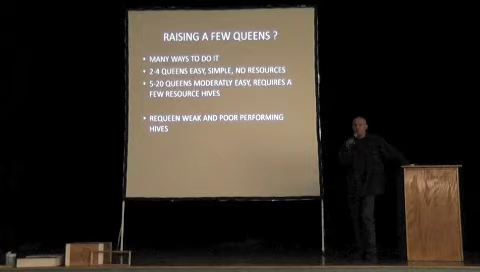 RAISING A FEW QUEENS ?
• MANY WAYS TO DO IT
• 2-4 QUEENS EASY, SIMPLE, NO RESOURCES
• 5-20 QUEENS MODERATELY EASY, REQUIRES A
FEW RESOURCE HIVES
• REQUEEN WEAK AND POOR PERFORMING
HIVES